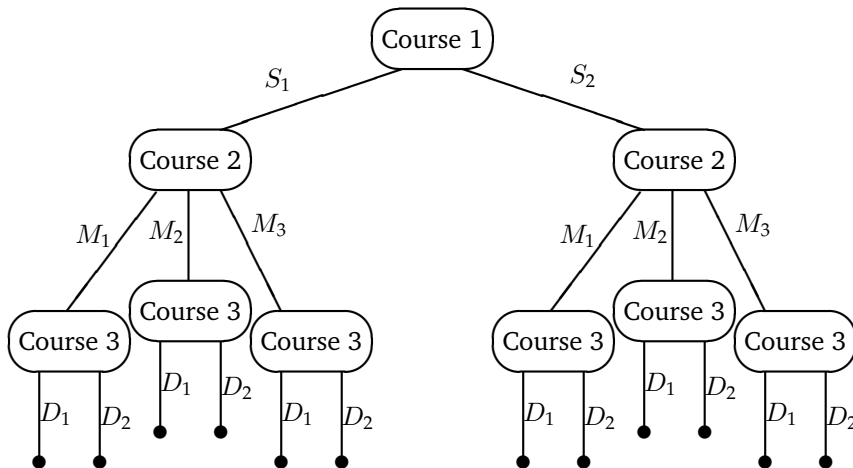 Course 1
S₁ S₂
Course 2 Course 2
M₁ M₂ M₃ M₁ M₂ M₃
Course 3 Course 3 Course 3 Course 3 Course 3 Course 3
D₁ D₂ D₁ D₂ D₁ D₂ D₁ D₂ D₁ D₂ D₁ D₂